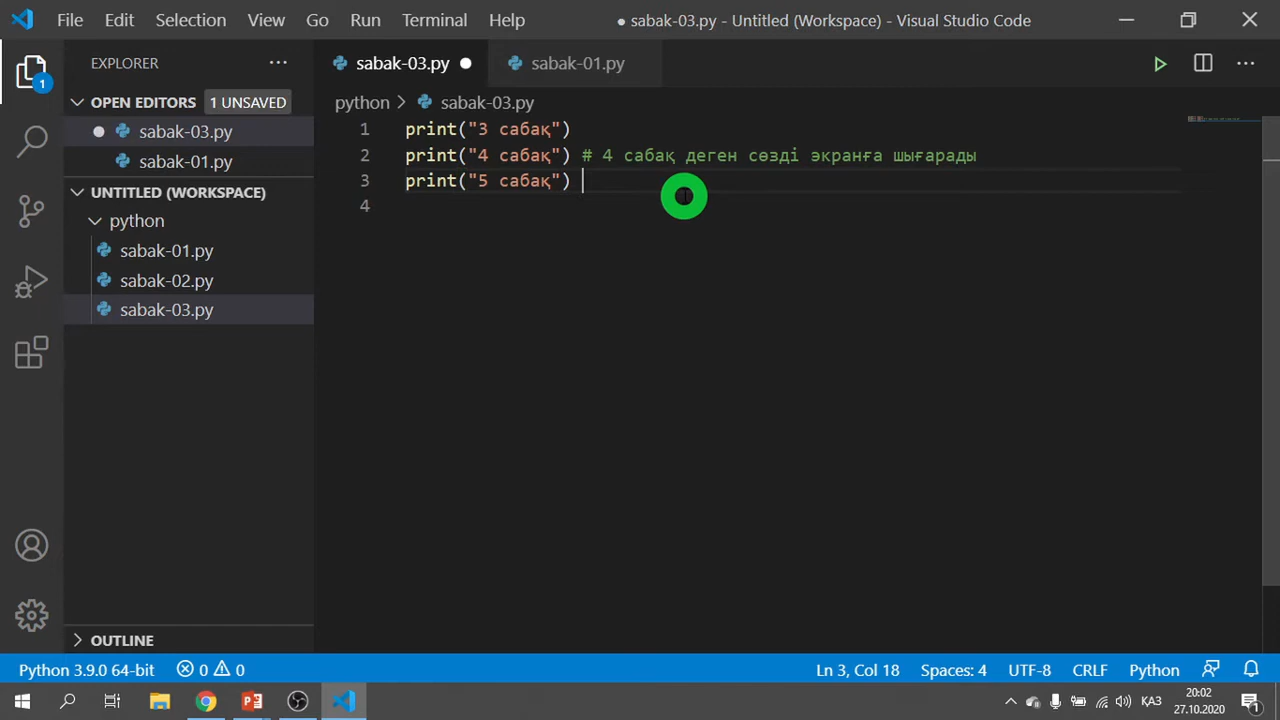 File Edit Selection View Go Run Terminal Help
● sabak-03.py - Untitled (Workspace) - Visual Studio Code
EXPLORER
sabak-03.py
sabak-01.py
OPEN EDITORS 1 UNSAVED
sabak-03.py
sabak-01.py
UNTITLED (WORKSPACE)
python
sabak-01.py
sabak-02.py
sabak-03.py
OUTLINE
python > sabak-03.py
1 print("3 сабақ")
2 print("4 сабақ") # 4 сабақ деген сөзді экранға шығарады
3 print("5 сабақ")
4
1
Python 3.9.0 64-bit 0 0 Ln 3, Col 18 Spaces: 4 UTF-8 CRLF Python
ҚАЗ
20:02
27.10.2020
1